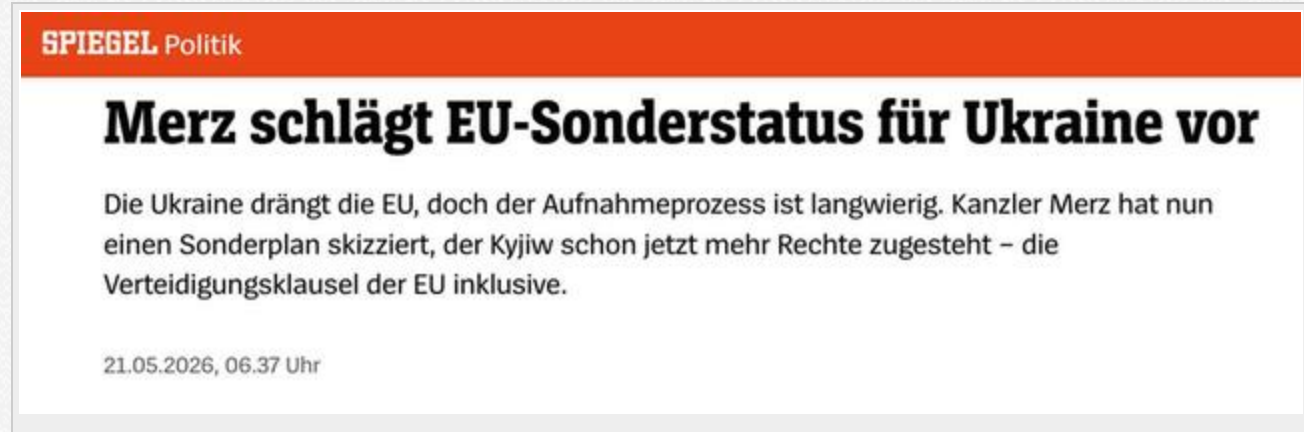 SPIEGEL Politik
Merz schlägt EU-Sonderstatus für Ukraine vor
Die Ukraine drängt die EU, doch der Aufnahmeprozess ist langwierig. Kanzler Merz hat nun
einen Sonderplan skizziert, der Kyjiw schon jetzt mehr Rechte zugesteht – die
Verteidigungsklausel der EU inklusive.
21.05.2026, 06.37 Uhr